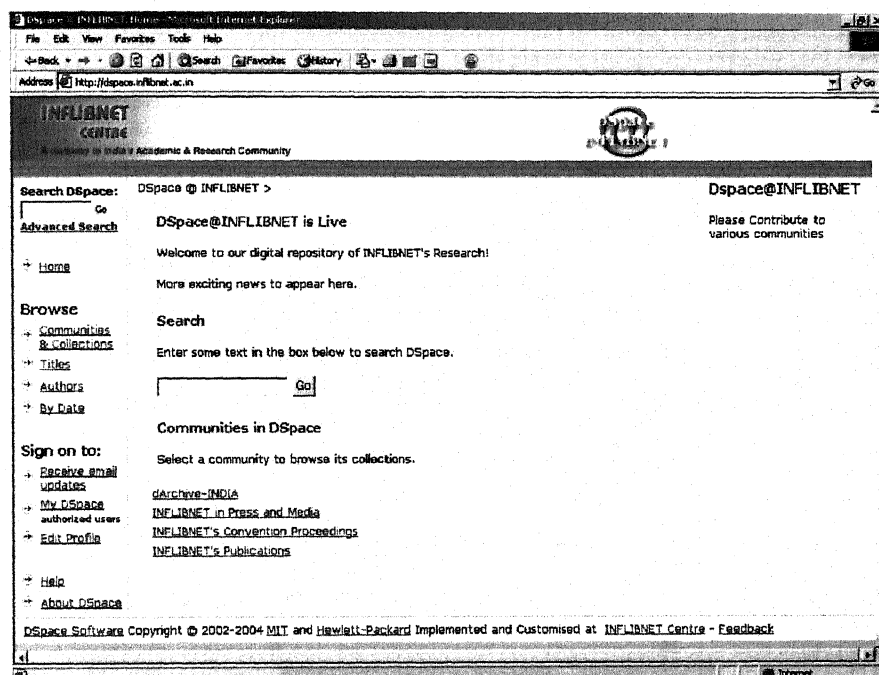 DSpace @ INFLIBNET: Home - Microsoft Internet Explorer
File Edit View Favorites Tools Help
Back Search Favorites History
Address http://dspace.inflibnet.ac.in Go
INFLIBNET
CENTRE
A Gateway to India's Academic & Research Community
Search DSpace:
Go
Advanced Search
Home
Browse
Communities
& Collections
Titles
Authors
By Date
Sign on to:
Receive email
updates
My DSpace
authorized users
Edit Profile
Help
About DSpace
DSpace @ INFLIBNET >
DSpace@INFLIBNET is Live
Welcome to our digital repository of INFLIBNET's Research!
More exciting news to appear here.
Search
Enter some text in the box below to search DSpace.
Go
Communities in DSpace
Select a community to browse its collections.
dArchive-INDIA
INFLIBNET in Press and Media
INFLIBNET's Convention Proceedings
INFLIBNET's Publications
Dspace@INFLIBNET
Please Contribute to
various communities
DSpace Software Copyright © 2002-2004 MIT and Hewlett-Packard Implemented and Customised at INFLIBNET Centre - Feedback
Internet